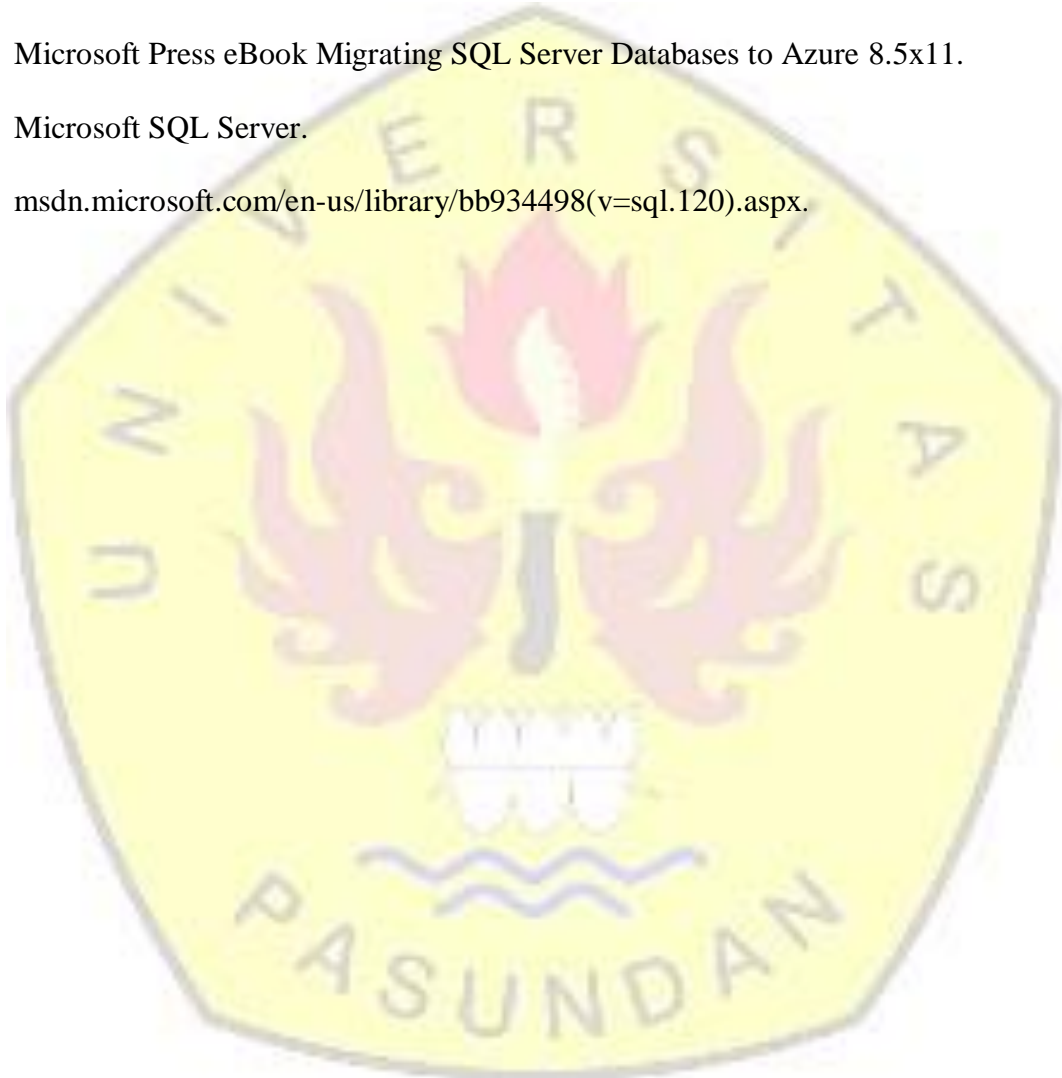 Microsoft Press eBook Migrating SQL Server Databases to Azure 8.5x11.
Microsoft SQL Server.
msdn.microsoft.com/en-us/library/bb934498(v=sql.120).aspx.
UNIVERSITAS
PASUNDAN